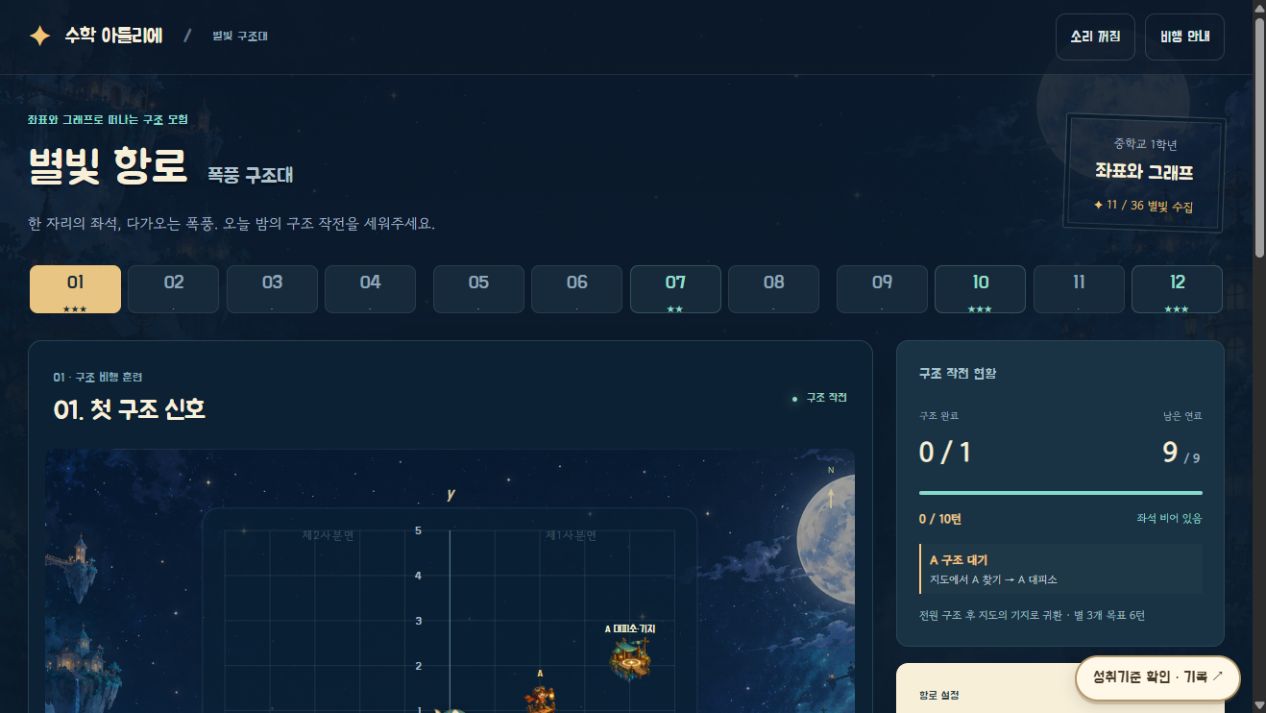 수학 아틀리에 / 별빛 구조대
소리 꺼짐
비행 안내
좌표와 그래프로 떠나는 구조 모험
별빛 항로 폭풍 구조대
한 자리의 좌석, 다가오는 폭풍. 오늘 밤의 구조 작전을 세워주세요.
중학교 1학년
좌표와 그래프
✦ 11 / 36 별빛 수집
01 02 03 04 05 06 07 08 09 10 11 12
★★★ · · · · · ★★ · · ★★★ · ★★★
01 · 구조 비행 훈련
01. 첫 구조 신호
구조 작전
N
y
제2사분면
제1사분면
5
4
3
2
1
A 대피소·기지
A
구조 작전 현황
구조 완료
남은 연료
0 / 1
9 / 9
0 / 10턴
좌석 비어 있음
A 구조 대기
지도에서 A 찾기 → A 대피소
전원 구조 후 지도의 기지로 귀환 · 별 3개 목표 6턴
항로 설정
성취기준 확인 · 기록 ↗